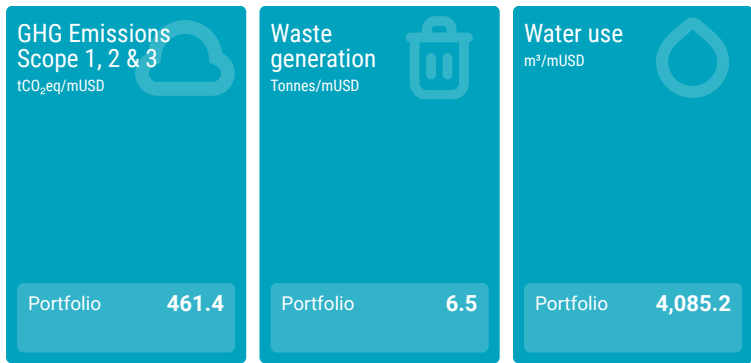 GHG Emissions
Scope 1, 2 & 3
tCO₂eq/mUSD
Portfolio 461.4
Waste
generation
Tonnes/mUSD
Portfolio 6.5
Water use
m³/mUSD
Portfolio 4,085.2